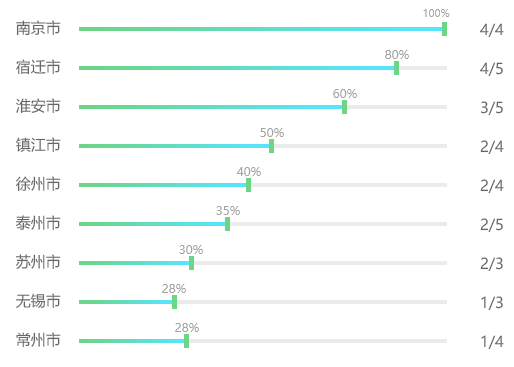 100%
南京市 4/4
80%
宿迁市 4/5
60%
淮安市 3/5
50%
镇江市 2/4
40%
徐州市 2/4
35%
泰州市 2/5
30%
苏州市 2/3
28%
无锡市 1/3
28%
常州市 1/4